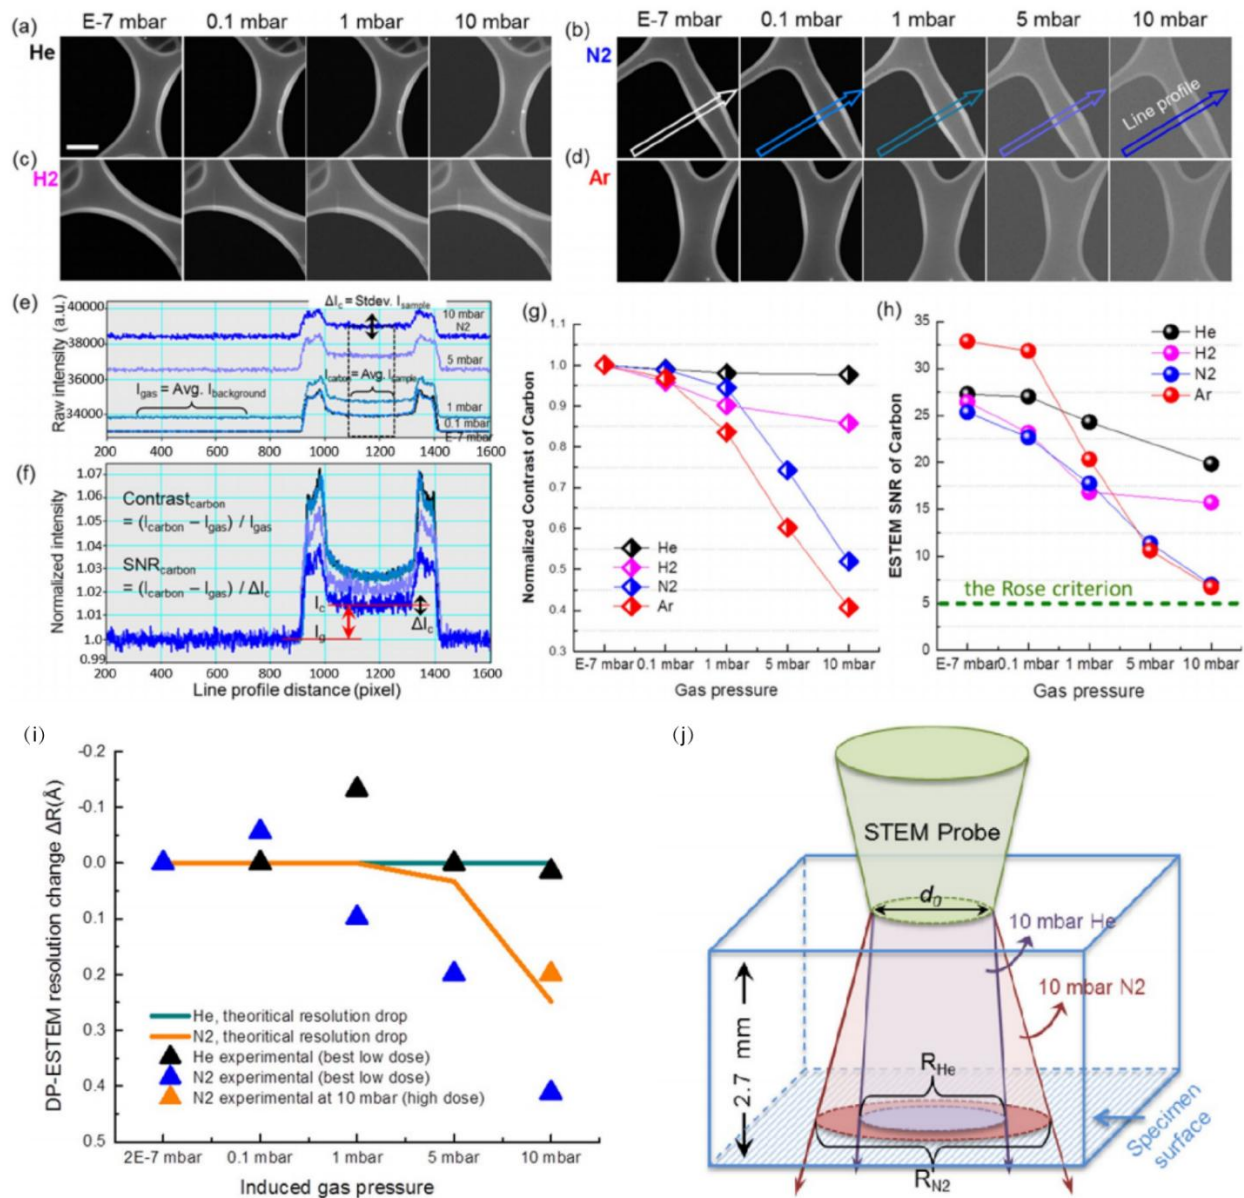 E-7 mbar 0.1 mbar 1 mbar 10 mbar
(a)
He
(c)
H2
E-7 mbar 0.1 mbar 1 mbar 5 mbar 10 mbar
(b)
N2
Line profile
(d)
Ar
(e)
Raw intensity (a.u.)
40000
38000
36000
34000
ΔIc = Stdev. Isample
10 mbar
N2
5 mbar
Igas = Avg. Ibackground
Icarbon = Avg. Isample
1 mbar
0.1 mbar
E-7 mbar
200 400 600 800 1000 1200 1400 1600
(f)
Normalized intensity
1.07
1.06
1.05
1.04
1.03
1.02
1.01
1.0
0.99
Contrastcarbon
= (Icarbon – Igas) / Igas
SNRcarbon
= (Icarbon – Igas) / ΔIc
Ic
Ig
ΔIc
200 400 600 800 1000 1200 1400 1600
Line profile distance (pixel)
(g)
Normalized Contrast of Carbon
1.1
1.0
0.9
0.8
0.7
0.6
0.5
0.4
0.3
He
H2
N2
Ar
E-7 mbar 0.1 mbar 1 mbar 5 mbar 10 mbar
Gas pressure
(h)
ESTEM SNR of Carbon
35
30
25
20
15
10
5
0
He
H2
N2
Ar
the Rose criterion
E-7 mbar 0.1 mbar 1 mbar 5 mbar 10 mbar
Gas pressure
(i)
DP-ESTEM resolution change ΔR(Å)
-0.2
-0.1
0.0
0.1
0.2
0.3
0.4
0.5
He, theoritical resolution drop
N2, theoritical resolution drop
He experimental (best low dose)
N2 experimental (best low dose)
N2 experimental at 10 mbar (high dose)
2E-7 mbar 0.1 mbar 1 mbar 5 mbar 10 mbar
Induced gas pressure
(j)
STEM Probe
d0
10 mbar He
10 mbar N2
2.7 mm
RHe
RN2
Specimen
surface